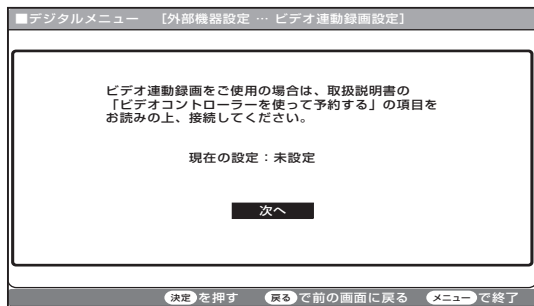 ■デジタルメニュー　[外部機器設定 … ビデオ連動録画設定]
ビデオ連動録画をご使用の場合は、取扱説明書の
「ビデオコントローラーを使って予約する」の項目を
お読みの上、接続してください。
現在の設定：未設定
次へ
決定を押す　戻るで前の画面に戻る　メニューで終了